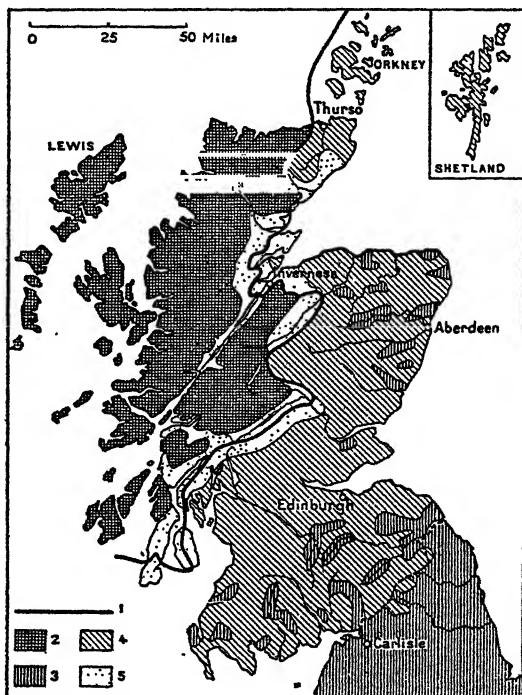 0 25 50 Miles
ORKNEY
Thurso
LEWIS
SHETLAND
Inverness
Aberdeen
Edinburgh
Carlisle
1
2 4
3 5